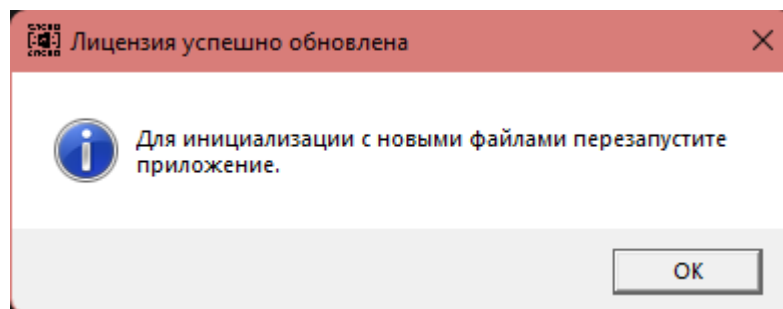 Лицензия успешно обновлена
Для инициализации с новыми файлами перезапустите
приложение.
OK